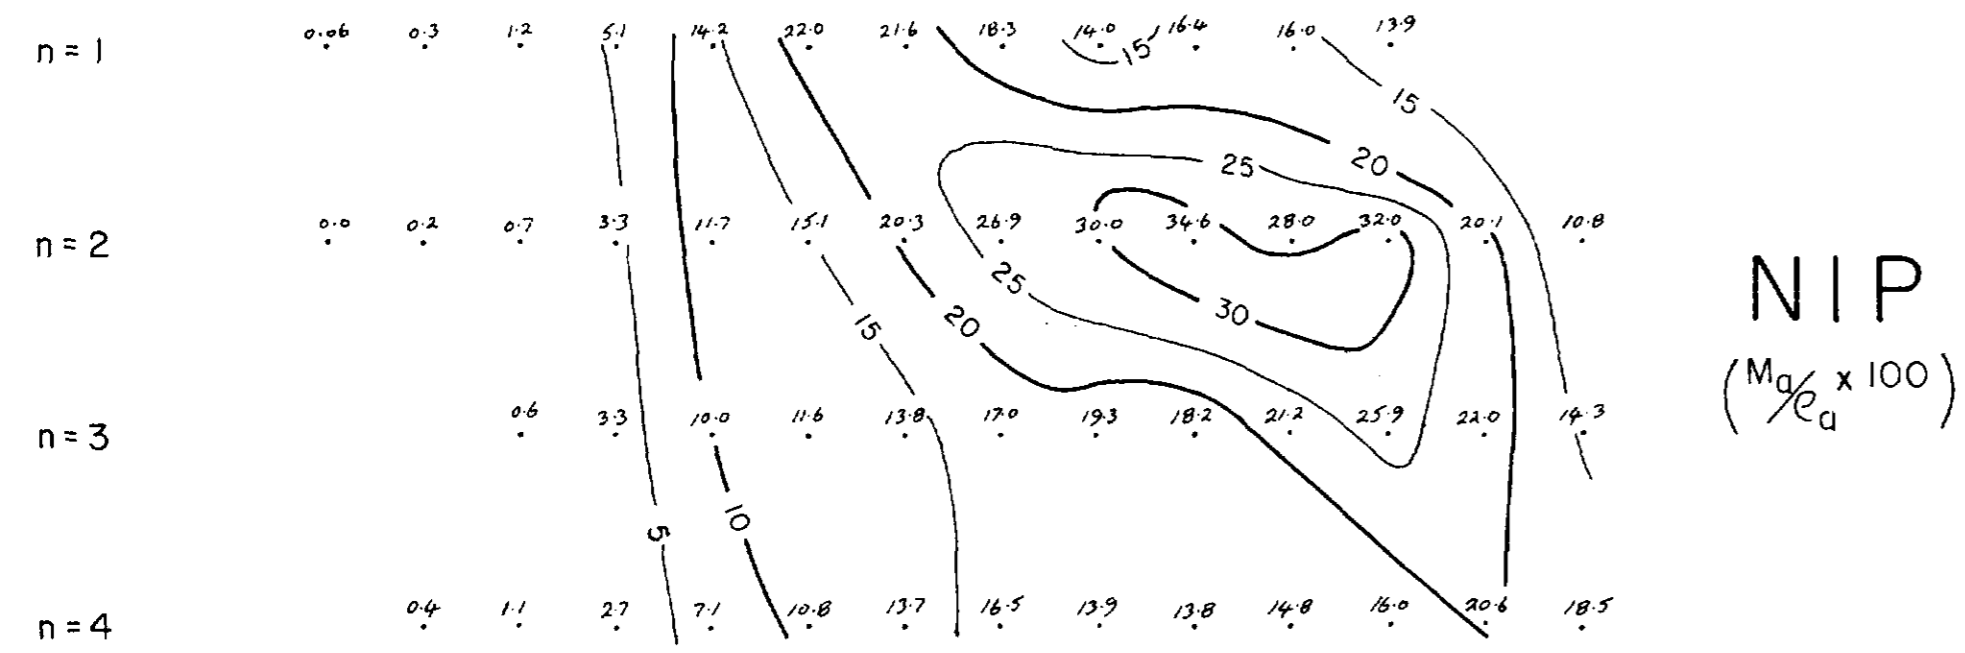 n = 1 0.06 0.3 1.2 5.1 14.2 22.0 21.6 18.3 14.0 16.4 16.0 13.9
15
15
20
25
n = 2 0.0 0.2 0.7 3.3 11.7 15.1 20.3 26.9 30.0 34.6 28.0 32.0 20.1 10.8
25
NIP
30
15 20
(Ma/ρa x 100)
n = 3 0.6 3.3 10.0 11.6 13.8 17.0 19.3 18.2 21.2 25.9 22.0 14.3
10
5
n = 4 0.4 1.1 2.7 7.1 10.8 13.7 16.5 13.9 13.8 14.8 16.0 20.6 18.5